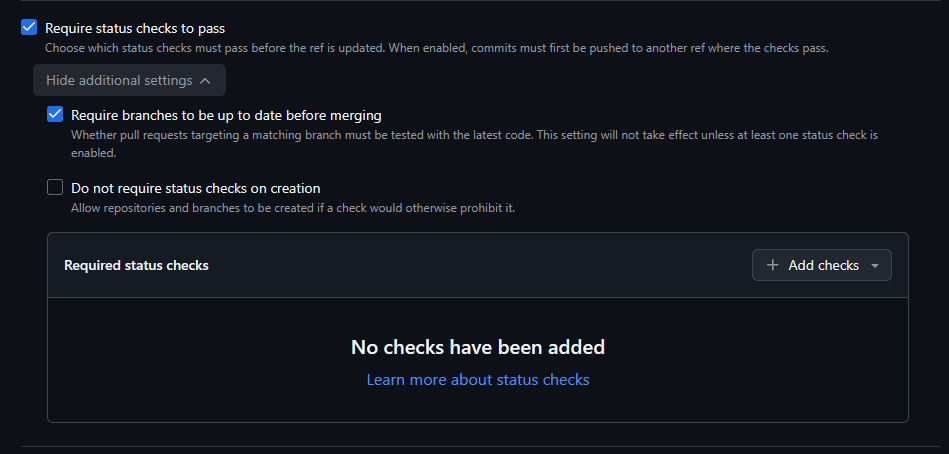 Require status checks to pass
Choose which status checks must pass before the ref is updated. When enabled, commits must first be pushed to another ref where the checks pass.
Hide additional settings
Require branches to be up to date before merging
Whether pull requests targeting a matching branch must be tested with the latest code. This setting will not take effect unless at least one status check is
enabled.
Do not require status checks on creation
Allow repositories and branches to be created if a check would otherwise prohibit it.
Required status checks
Add checks
No checks have been added
Learn more about status checks